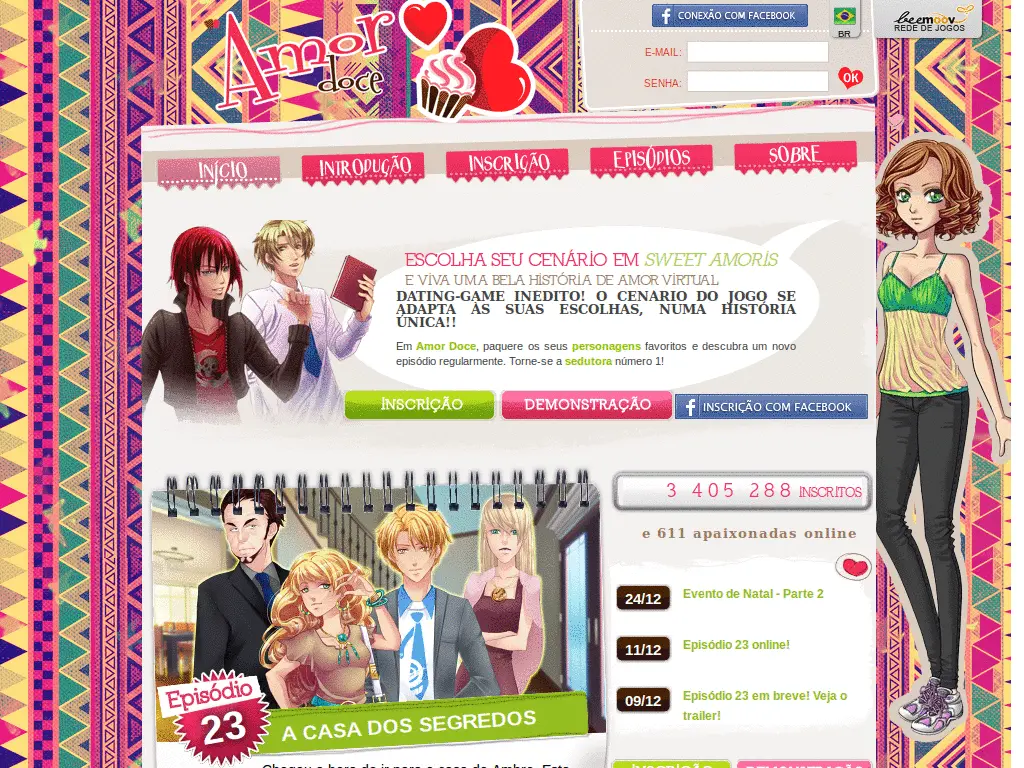 Amor
doce
CONEXÃO COM FACEBOOK
BR
beemoov
REDE DE JOGOS
E-MAIL:
SENHA:
OK
INÍCIO
INTRODUÇÃO
INSCRIÇÃO
EPISÓDIOS
SOBRE
ESCOLHA SEU CENÁRIO EM SWEET AMORIS
E VIVA UMA BELA HISTÓRIA DE AMOR VIRTUAL
DATING-GAME INEDITO! O CENARIO DO JOGO SE
ADAPTA ÀS SUAS ESCOLHAS, NUMA HISTÓRIA
ÚNICA!!
Em Amor Doce, paquere os seus personagens favoritos e descubra um novo
episódio regularmente. Torne-se a sedutora número 1!
INSCRIÇÃO
DEMONSTRAÇÃO
INSCRIÇÃO COM FACEBOOK
3 405 288 INSCRITOS
e 611 apaixonadas online
24/12 Evento de Natal - Parte 2
11/12 Episódio 23 online!
09/12 Episódio 23 em breve! Veja o
trailer!
Episódio
23
A CASA DOS SEGREDOS
Chegou a hora de ir para a casa da Ambre. Esta
INSCRIÇÃO
DEMONSTRAÇÃO